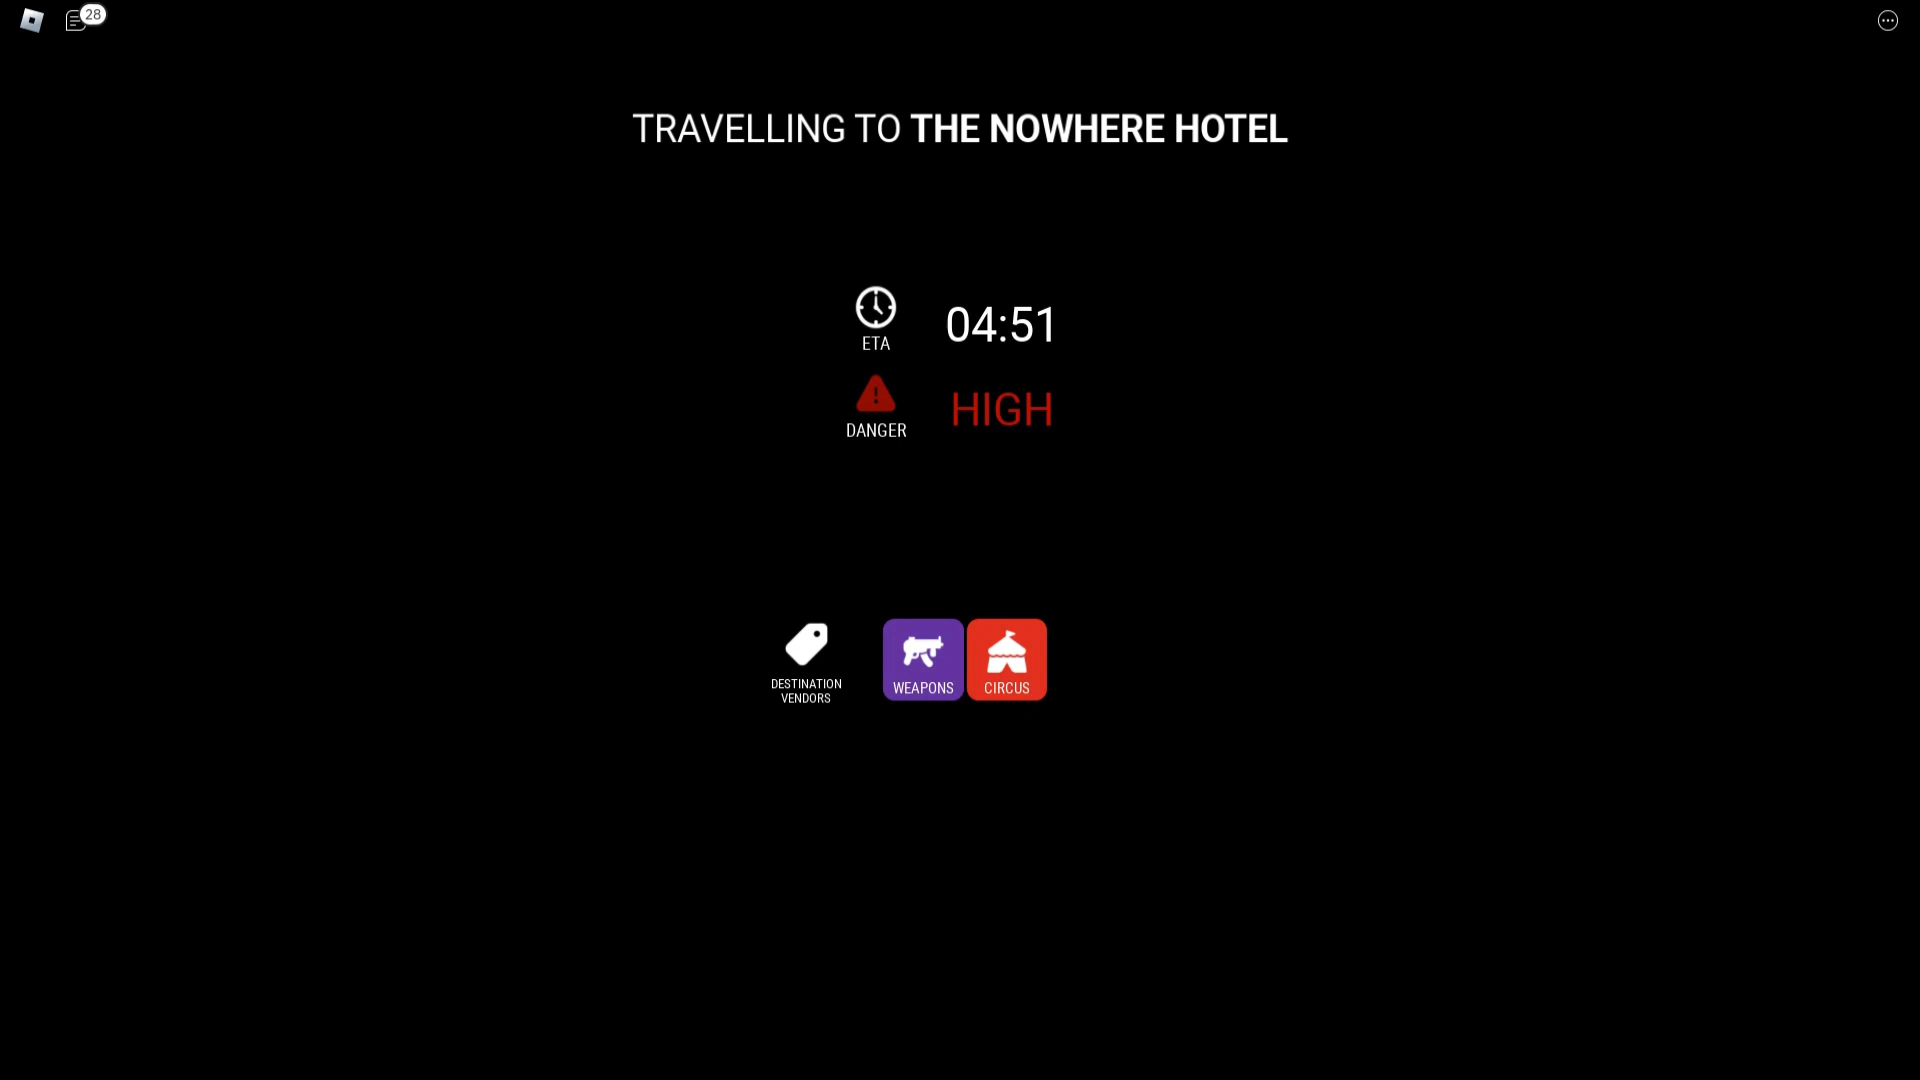 28
TRAVELLING TO THE NOWHERE HOTEL
04:51
ETA
HIGH
DANGER
DESTINATION
VENDORS
WEAPONS
CIRCUS